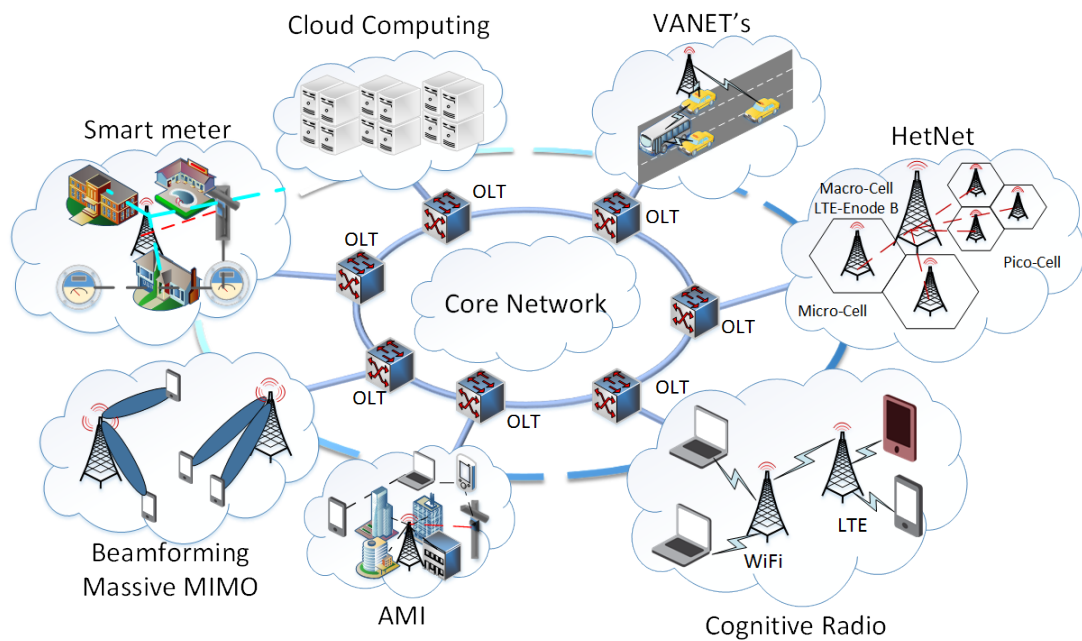 Cloud Computing
VANET's
Smart meter
HetNet
Macro-Cell
LTE-Enode B
Pico-Cell
Micro-Cell
OLT
OLT
OLT
OLT
Core Network
OLT
OLT
OLT
Beamforming
Massive MIMO
AMI
WiFi
LTE
Cognitive Radio